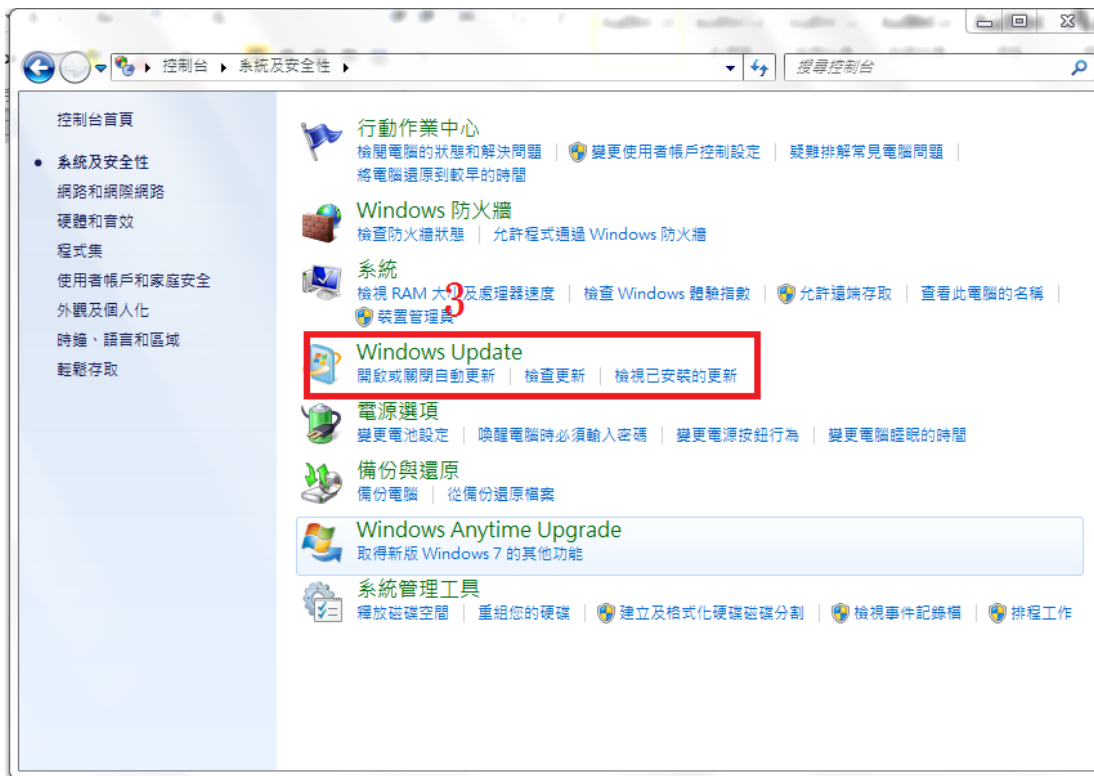 控制台 ▸ 系統及安全性 ▸
搜尋控制台
控制台首頁
系統及安全性
網路和網際網路
硬體和音效
程式集
使用者帳戶和家庭安全
外觀及個人化
時鐘、語言和區域
輕鬆存取
行動作業中心
檢閱電腦的狀態和解決問題 | 變更使用者帳戶控制設定 | 疑難排解常見電腦問題 |
將電腦還原到較早的時間
Windows 防火牆
檢查防火牆狀態 | 允許程式通過 Windows 防火牆
系統
檢視 RAM 大小及處理器速度 | 檢查 Windows 體驗指數 | 允許遠端存取 | 查看此電腦的名稱 |
裝置管理員
3
Windows Update
開啟或關閉自動更新 | 檢查更新 | 檢視已安裝的更新
電源選項
變更電池設定 | 喚醒電腦時必須輸入密碼 | 變更電源按鈕行為 | 變更電腦睡眠的時間
備份與還原
備份電腦 | 從備份還原檔案
Windows Anytime Upgrade
取得新版 Windows 7 的其他功能
系統管理工具
釋放磁碟空間 | 重組您的硬碟 | 建立及格式化硬碟磁碟分割 | 檢視事件記錄檔 | 排程工作